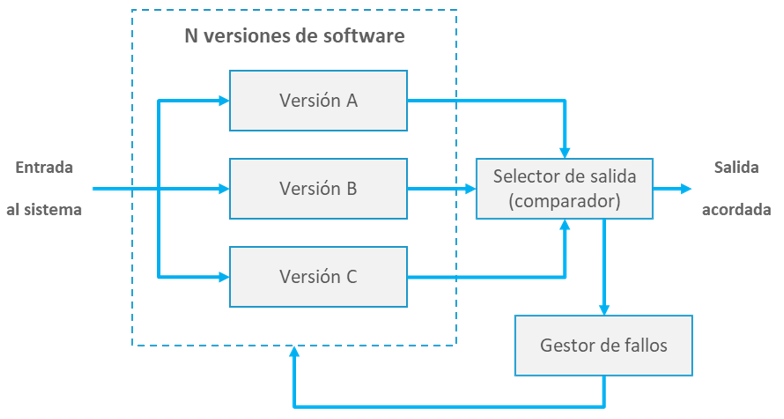 N versiones de software
Versión A
Entrada
al sistema
Versión B
Selector de salida
(comparador)
Salida
acordada
Versión C
Gestor de fallos